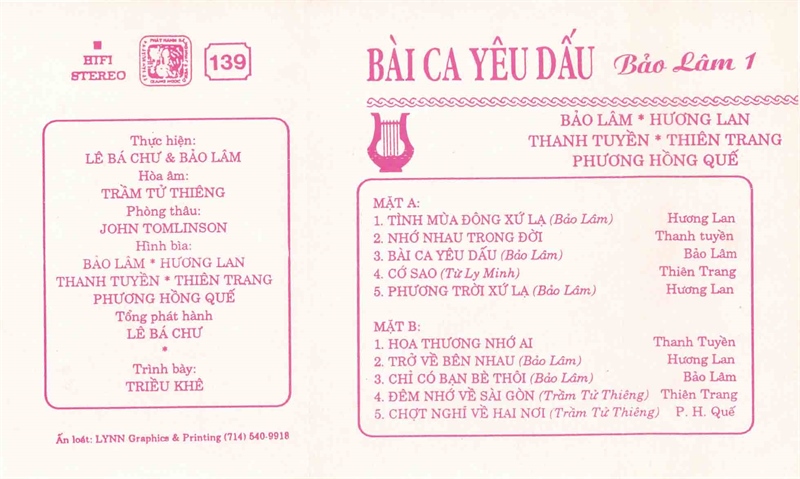 HIFI
STEREO
139
Thực hiện:
LÊ BÁ CHƯ & BẢO LÂM
Hòa âm:
TRẦM TỬ THIÊNG
Phòng thâu:
JOHN TOMLINSON
Hình bìa:
BẢO LÂM * HƯƠNG LAN
THANH TUYỀN * THIÊN TRANG
PHƯƠNG HỒNG QUẾ
Tổng phát hành
LÊ BÁ CHƯ
*
Trình bày:
TRIỀU KHÊ
Ấn loát: LYNN Graphics & Printing (714) 540-9918
BÀI CA YÊU DẤU Bảo Lâm 1
BẢO LÂM * HƯƠNG LAN
THANH TUYỀN * THIÊN TRANG
PHƯƠNG HỒNG QUẾ
MẶT A:
1. TÌNH MÙA ĐÔNG XỨ LẠ (Bảo Lâm) Hương Lan
2. NHỚ NHAU TRONG ĐỜI Thanh tuyền
3. BÀI CA YÊU DẤU (Bảo Lâm) Bảo Lâm
4. CỚ SAO (Từ Ly Minh) Thiên Trang
5. PHƯƠNG TRỜI XỨ LẠ (Bảo Lâm) Hương Lan
MẶT B:
1. HOA THƯƠNG NHỚ AI Thanh Tuyền
2. TRỞ VỀ BÊN NHAU (Bảo Lâm) Hương Lan
3. CHỈ CÓ BẠN BÈ THÔI (Bảo Lâm) Bảo Lâm
4. ĐÊM NHỚ VỀ SÀI GÒN (Trầm Tử Thiêng) Thiên Trang
5. CHỢT NGHĨ VỀ HAI NƠI (Trầm Tử Thiêng) P. H. Quế